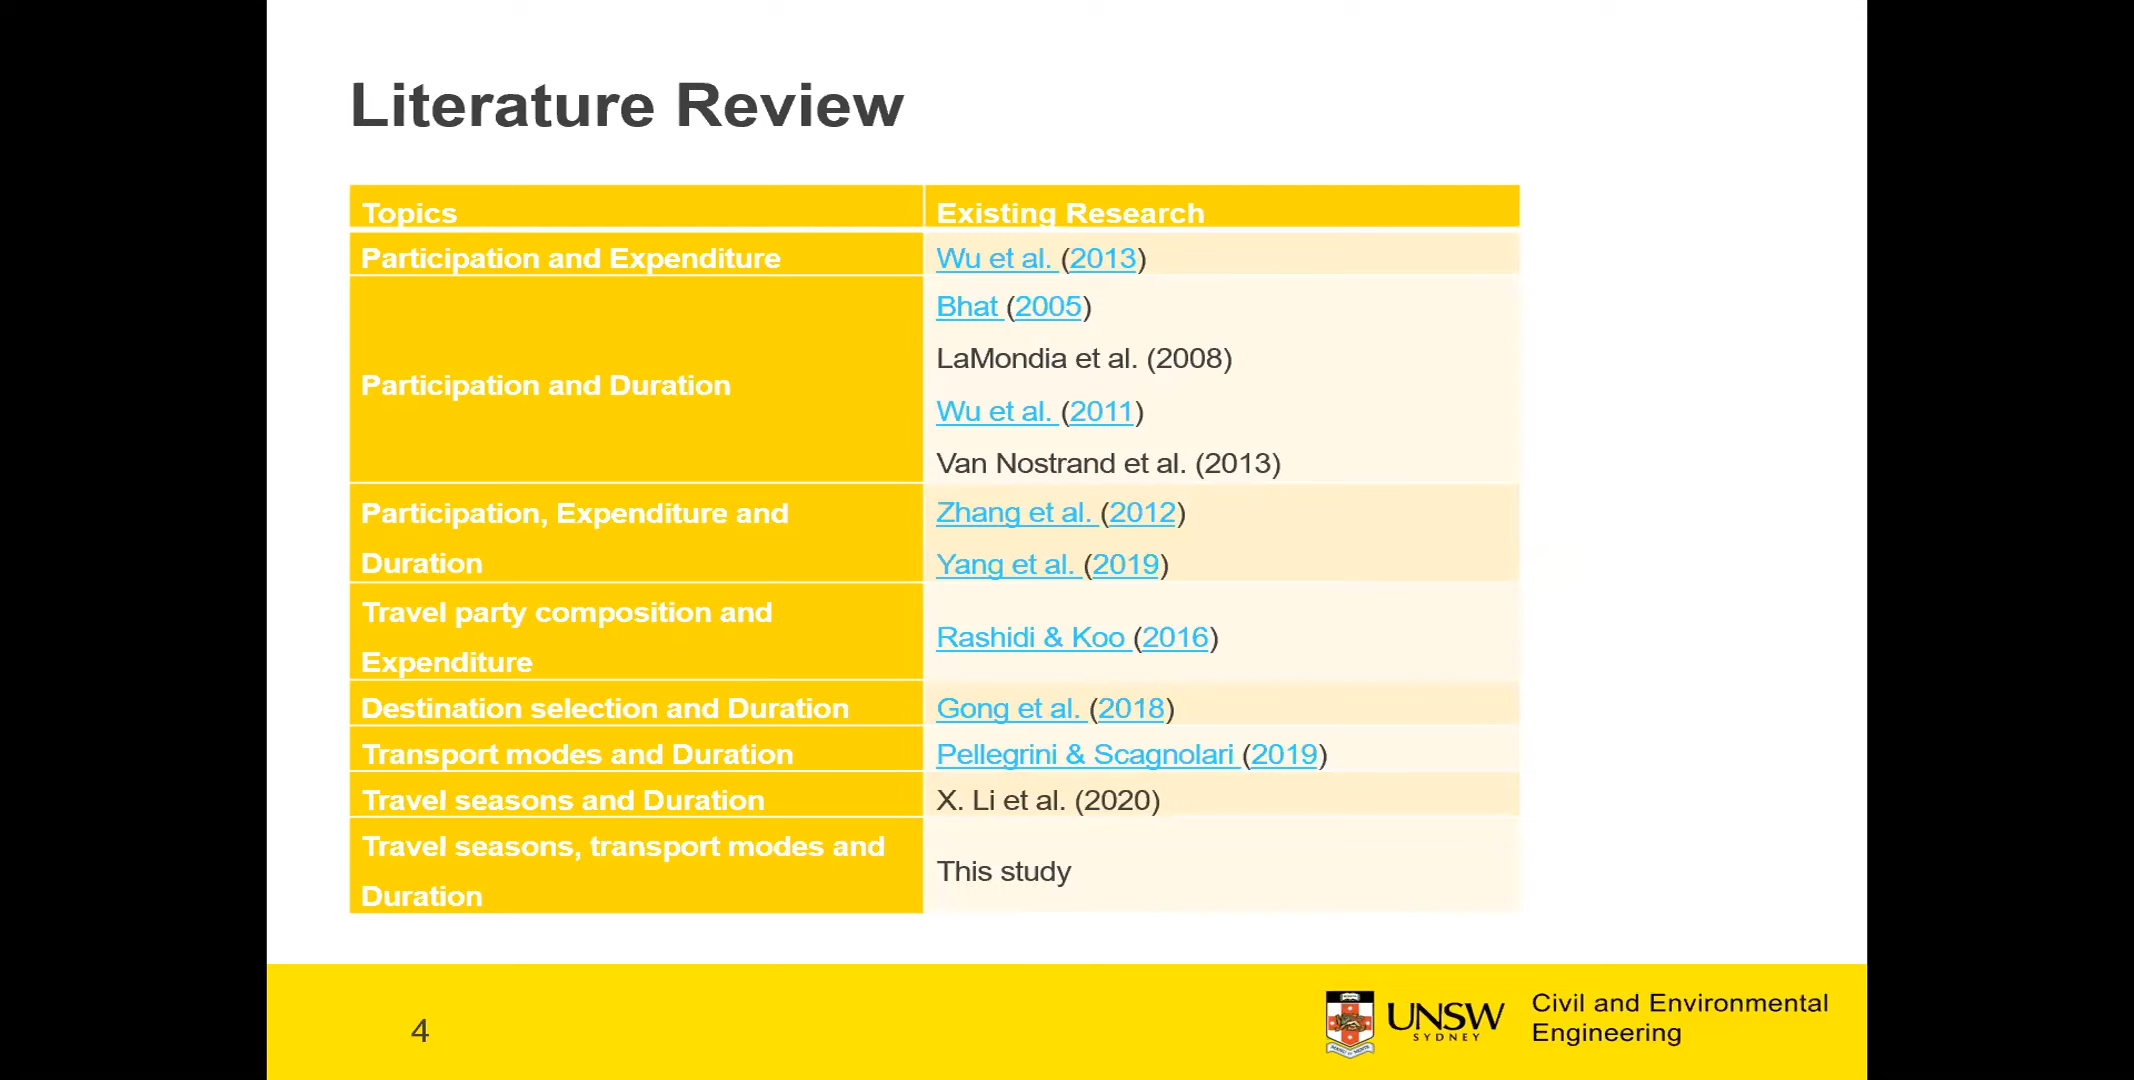 Literature Review
Topics
Existing Research
Participation and Expenditure
Wu et al. (2013)
Participation and Duration
Bhat (2005)
LaMondia et al. (2008)
Wu et al. (2011)
Van Nostrand et al. (2013)
Participation, Expenditure and
Duration
Zhang et al. (2012)
Yang et al. (2019)
Travel party composition and
Expenditure
Rashidi & Koo (2016)
Destination selection and Duration
Gong et al. (2018)
Transport modes and Duration
Pellegrini & Scagnolari (2019)
Travel seasons and Duration
X. Li et al. (2020)
Travel seasons, transport modes and
Duration
This study
4
UNSW
SYDNEY
Civil and Environmental
Engineering